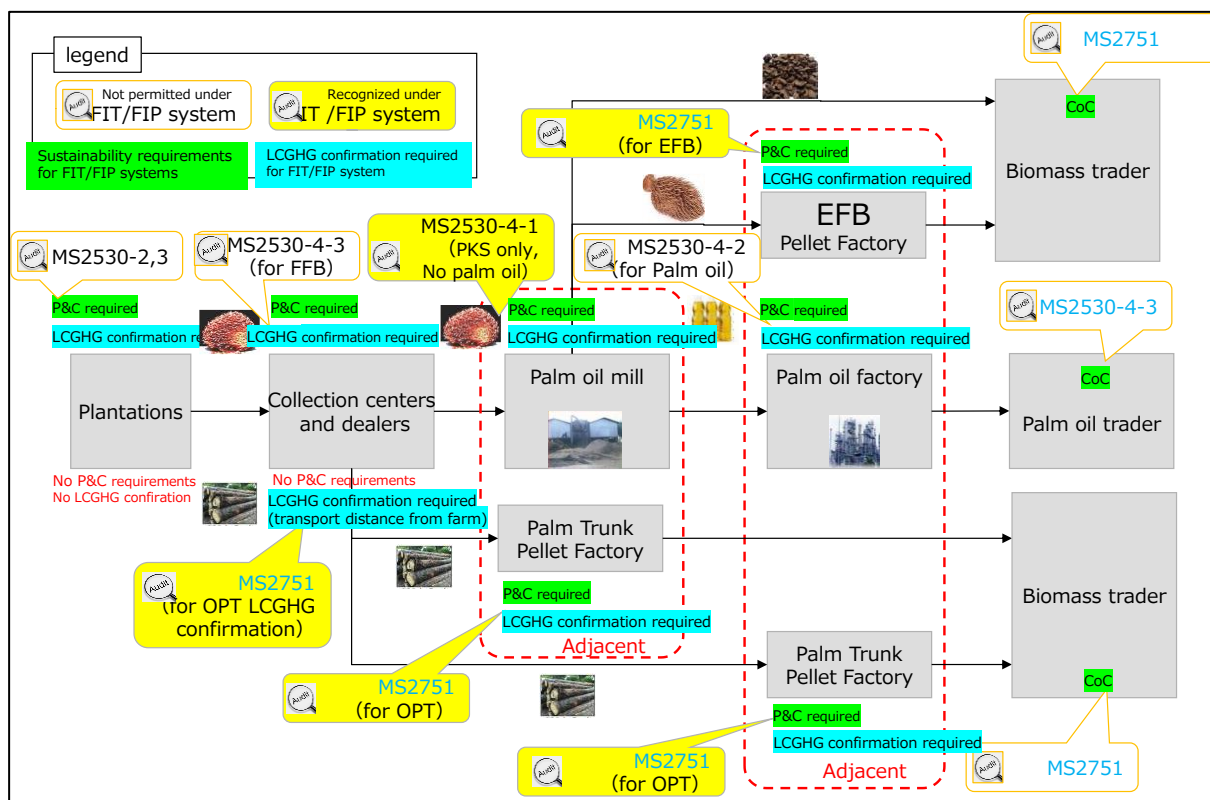 legend
Audit
Not permitted under
FIT/FIP system
Audit
Recognized under
IT /FIP system
Sustainability requirements
for FIT/FIP systems
LCGHG confirmation required
for FIT/FIP system
Audit
MS2751
CoC
Biomass trader
Audit
MS2751
(for EFB)
P&C required
LCGHG confirmation required
EFB
Pellet Factory
Audit
MS2530-2,3
Audit
MS2530-4-3
(for FFB)
Audit
MS2530-4-1
(PKS only,
No palm oil)
Audit
MS2530-4-2
(for Palm oil)
Audit
MS2530-4-3
P&C required
LCGHG confirmation re
P&C required
LCGHG confirmation required
P&C required
LCGHG confirmation required
P&C required
LCGHG confirmation required
Plantations
Collection centers
and dealers
Palm oil mill
Palm oil factory
CoC
Palm oil trader
No P&C requirements
No LCGHG confiration
No P&C requirements
LCGHG confirmation required
(transport distance from farm)
Palm Trunk
Pellet Factory
Audit
MS2751
(for OPT LCGHG
confirmation)
P&C required
LCGHG confirmation required
Adjacent
Biomass trader
Palm Trunk
Pellet Factory
CoC
Audit
MS2751
(for OPT)
P&C required
LCGHG confirmation required
Adjacent
Audit
MS2751
(for OPT)
Audit
MS2751